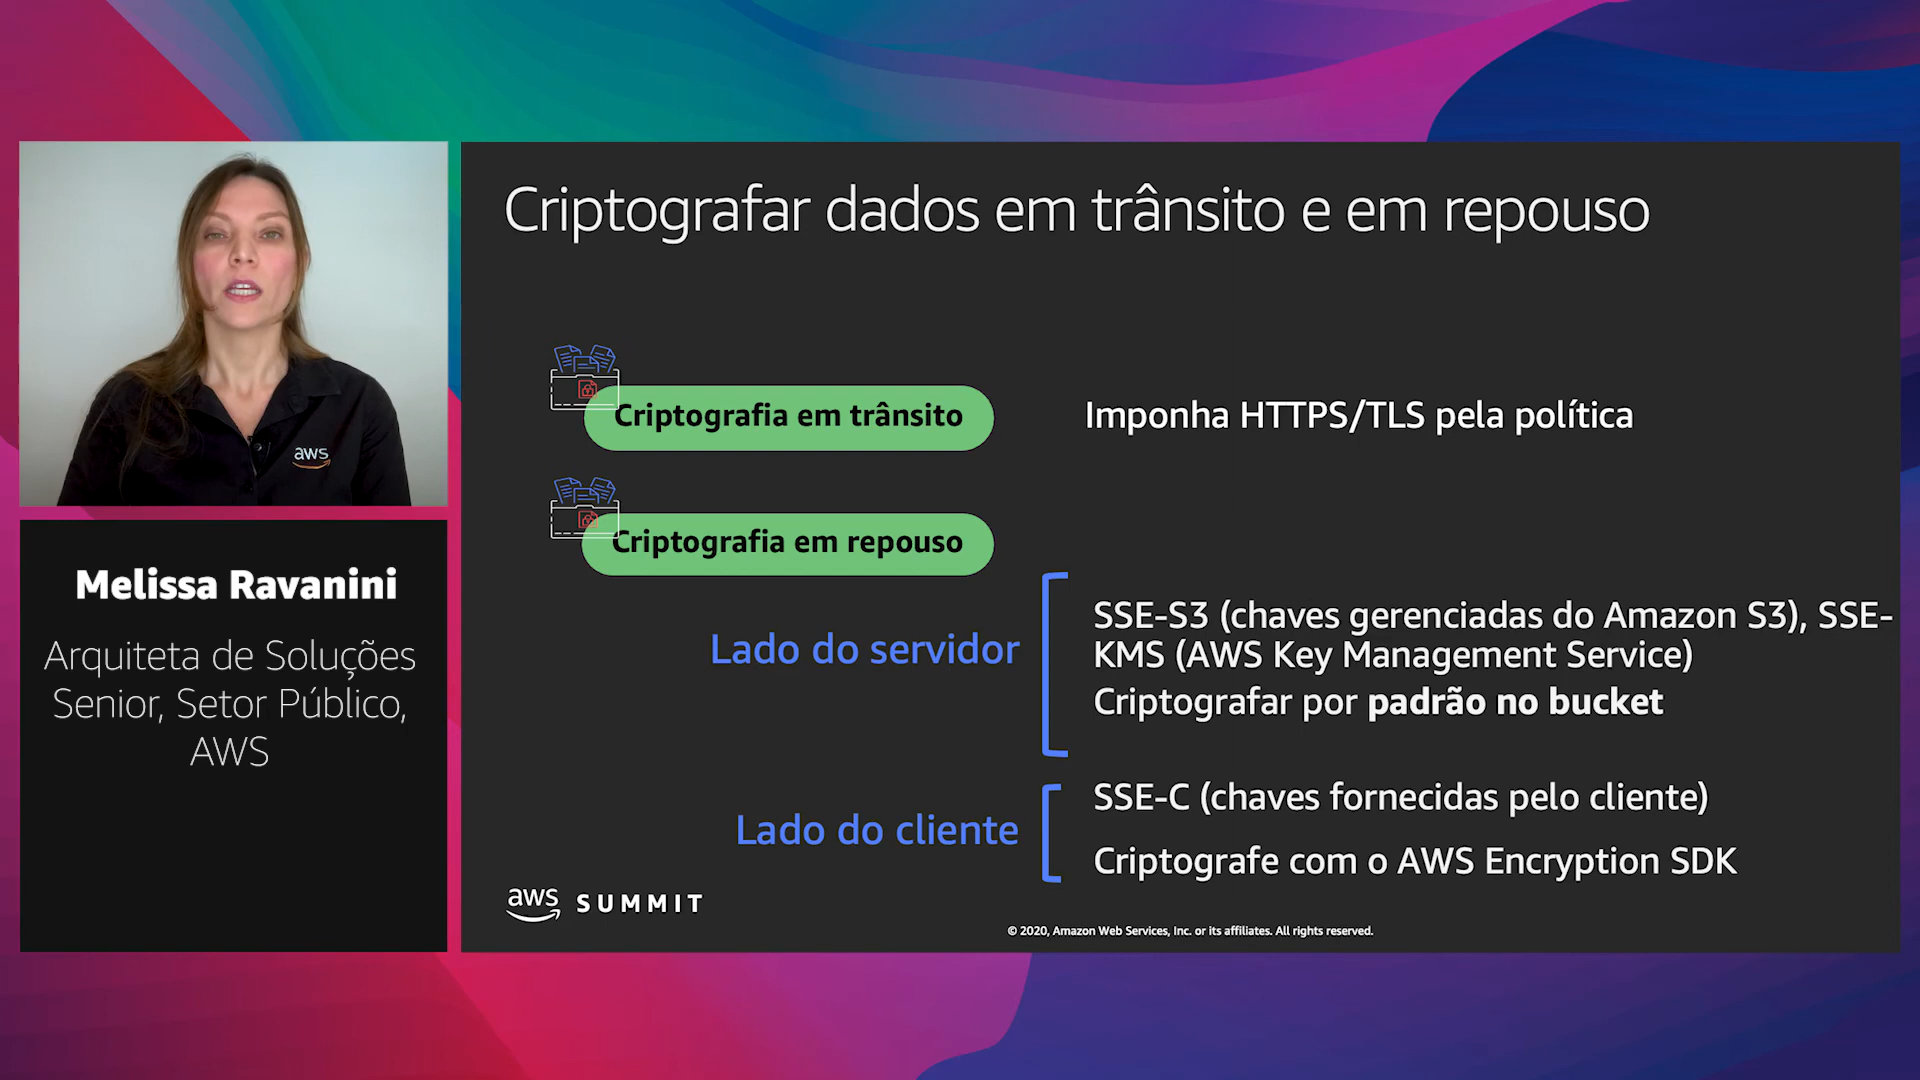 aws
Melissa Ravanini
Arquiteta de Soluções
Senior, Setor Público,
AWS
Criptografar dados em trânsito e em repouso
Criptografia em trânsito
Imponha HTTPS/TLS pela política
Criptografia em repouso
Lado do servidor
SSE-S3 (chaves gerenciadas do Amazon S3), SSE-
KMS (AWS Key Management Service)
Criptografar por padrão no bucket
Lado do cliente
SSE-C (chaves fornecidas pelo cliente)
Criptografe com o AWS Encryption SDK
aws SUMMIT
© 2020, Amazon Web Services, Inc. or its affiliates. All rights reserved.